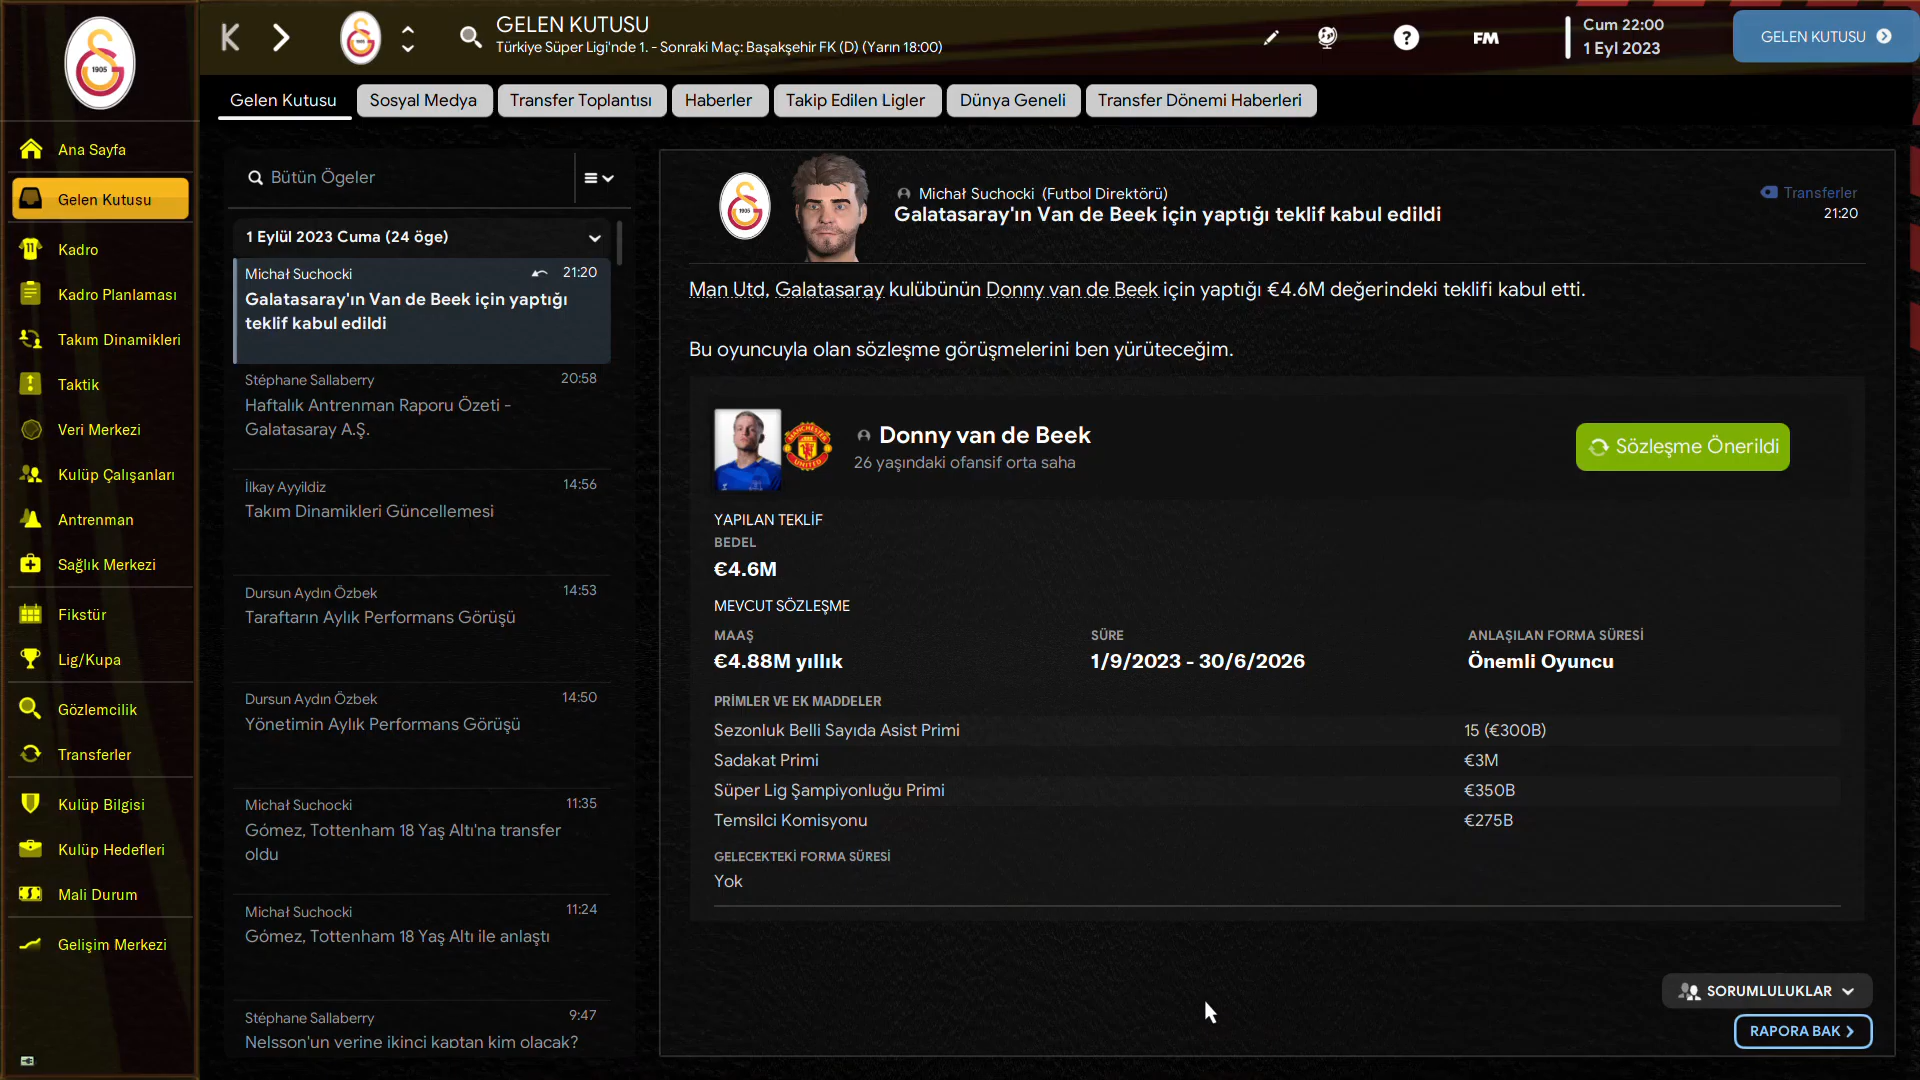 GELEN KUTUSU
Türkiye Süper Ligi'nde 1. - Sonraki Maç: Başakşehir FK (D) (Yarın 18:00)
FM
Cum 22:00
1 Eyl 2023
GELEN KUTUSU
1905
Ana Sayfa
Gelen Kutusu
Kadro
Kadro Planlaması
Takım Dinamikleri
Taktik
Veri Merkezi
Kulüp Çalışanları
Antrenman
Sağlık Merkezi
Fikstür
Lig/Kupa
Gözlemcilik
Transferler
Kulüp Bilgisi
Kulüp Hedefleri
Mali Durum
Gelişim Merkezi
Gelen Kutusu
Sosyal Medya
Transfer Toplantısı
Haberler
Takip Edilen Ligler
Dünya Geneli
Transfer Dönemi Haberleri
Bütün Ögeler
1 Eylül 2023 Cuma (24 öge)
Michał Suchocki 21:20
Galatasaray'ın Van de Beek için yaptığı
teklif kabul edildi
Stéphane Sallaberry 20:58
Haftalık Antrenman Raporu Özeti -
Galatasaray A.Ş.
İlkay Ayyildiz 14:56
Takım Dinamikleri Güncellemesi
Dursun Aydın Özbek 14:53
Taraftarın Aylık Performans Görüşü
Dursun Aydın Özbek 14:50
Yönetimin Aylık Performans Görüşü
Michał Suchocki 11:35
Gómez, Tottenham 18 Yaş Altı'na transfer
oldu
Michał Suchocki 11:24
Gómez, Tottenham 18 Yaş Altı ile anlaştı
Stéphane Sallaberry 9:47
Nelsson'un yerine ikinci kaptan kim olacak?
Michał Suchocki (Futbol Direktörü)
Galatasaray'ın Van de Beek için yaptığı teklif kabul edildi
Transferler
21:20
Man Utd, Galatasaray kulübünün Donny van de Beek için yaptığı €4.6M değerindeki teklifi kabul etti.
Bu oyuncuyla olan sözleşme görüşmelerini ben yürüteceğim.
Donny van de Beek
26 yaşındaki ofansif orta saha
Sözleşme Önerildi
YAPILAN TEKLİF
BEDEL
€4.6M
MEVCUT SÖZLEŞME
MAAŞ SÜRE ANLAŞILAN FORMA SÜRESİ
€4.88M yıllık 1/9/2023 - 30/6/2026 Önemli Oyuncu
PRİMLER VE EK MADDELER
Sezonluk Belli Sayıda Asist Primi 15 (€300B)
Sadakat Primi €3M
Süper Lig Şampiyonluğu Primi €350B
Temsilci Komisyonu €275B
GELECEKTEKİ FORMA SÜRESİ
Yok
SORUMLULUKLAR
RAPORA BAK